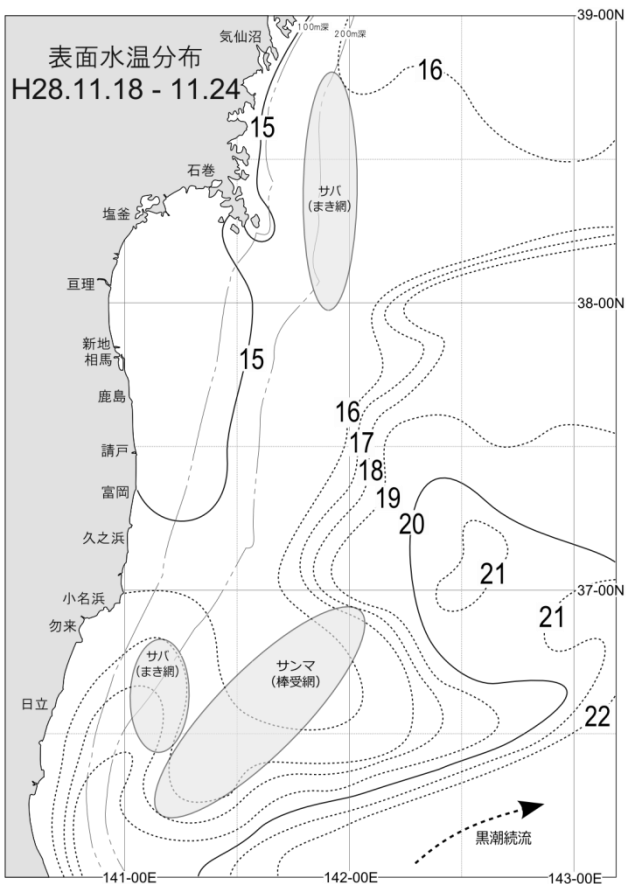 39-00N
気仙沼
100m深
200m深
表面水温分布
H28.11.18 - 11.24
16
15
石巻
サバ
(まき網)
塩釜
亘理
38-00N
新地
相馬
15
鹿島
16
請戸
17
18
富岡
19
20
久之浜
21
37-00N
小名浜
勿来
21
サバ
(まき網)
サンマ
(棒受網)
日立
22
黒潮続流
141-00E
142-00E
38-00N